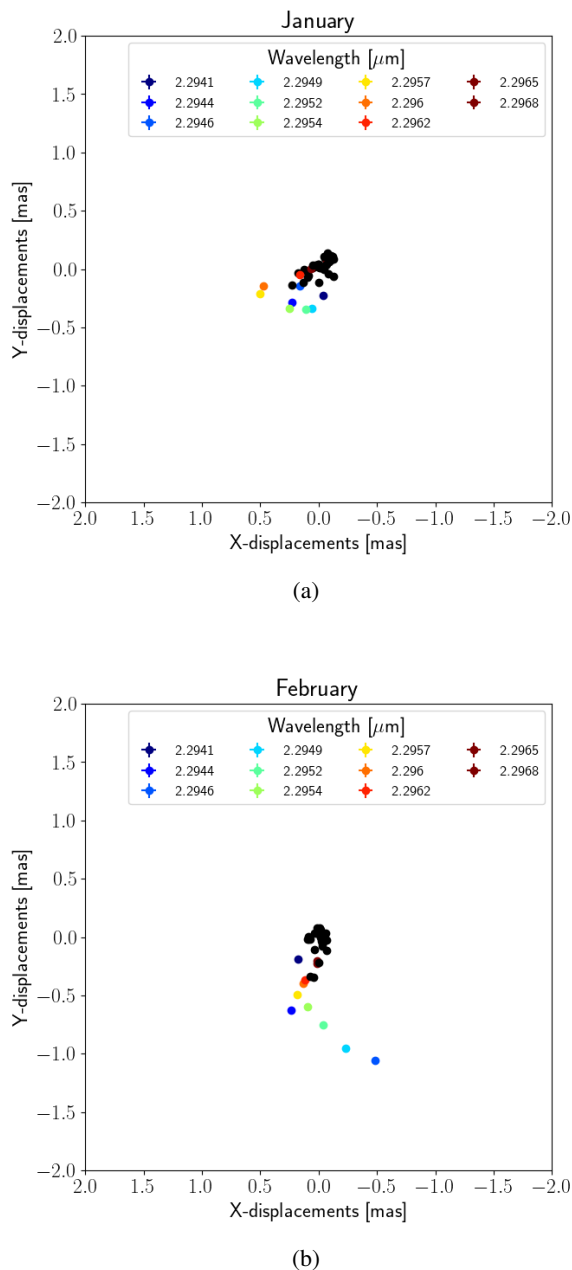 January
Wavelength [μm]
2.2941 2.2949 2.2957 2.2965
2.2944 2.2952 2.296 2.2968
2.2946 2.2954 2.2962
2.0
1.5
1.0
0.5
0.0
−0.5
−1.0
−1.5
−2.0
Y-displacements [mas]
2.0 1.5 1.0 0.5 0.0 −0.5 −1.0 −1.5 −2.0
X-displacements [mas]
(a)
February
Wavelength [μm]
2.2941 2.2949 2.2957 2.2965
2.2944 2.2952 2.296 2.2968
2.2946 2.2954 2.2962
2.0
1.5
1.0
0.5
0.0
−0.5
−1.0
−1.5
−2.0
Y-displacements [mas]
2.0 1.5 1.0 0.5 0.0 −0.5 −1.0 −1.5 −2.0
X-displacements [mas]
(b)